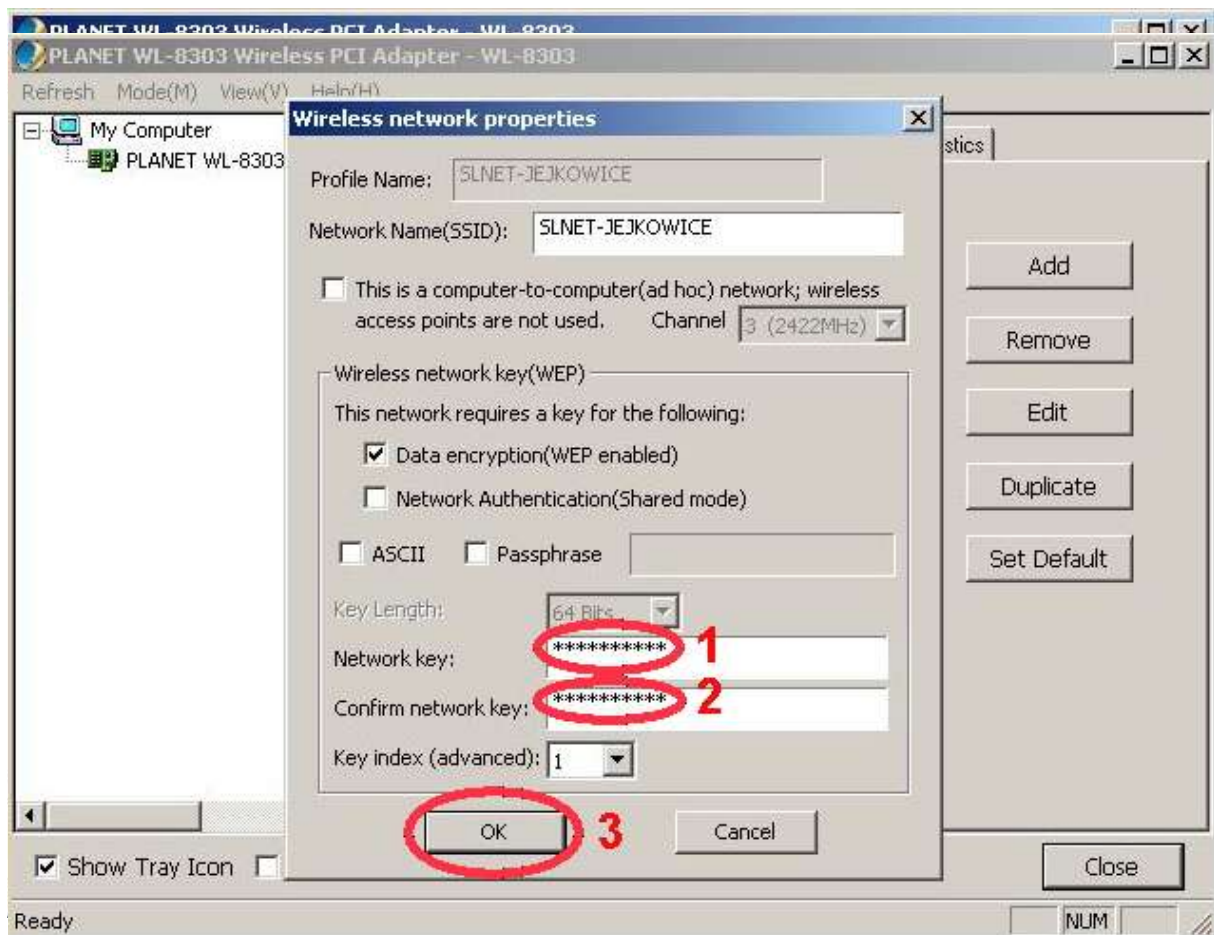 PLANET WL-8303 Wireless PCI Adapter - WL-8303
PLANET WL-8303 Wireless PCI Adapter - WL-8303
Refresh Mode(M) View(V) Help(H)
My Computer
PLANET WL-8303
stics
Wireless network properties
Profile Name: SLNET-JEJKOWICE
Network Name(SSID): SLNET-JEJKOWICE
This is a computer-to-computer(ad hoc) network; wireless
access points are not used. Channel 3 (2422MHz)
Wireless network key(WEP)
This network requires a key for the following:
Data encryption(WEP enabled)
Network Authentication(Shared mode)
ASCII Passphrase
Key Length: 64 Bits
Network key: ********** 1
Confirm network key: ********** 2
Key index (advanced): 1
OK 3 Cancel
Add
Remove
Edit
Duplicate
Set Default
Show Tray Icon
Close
Ready NUM